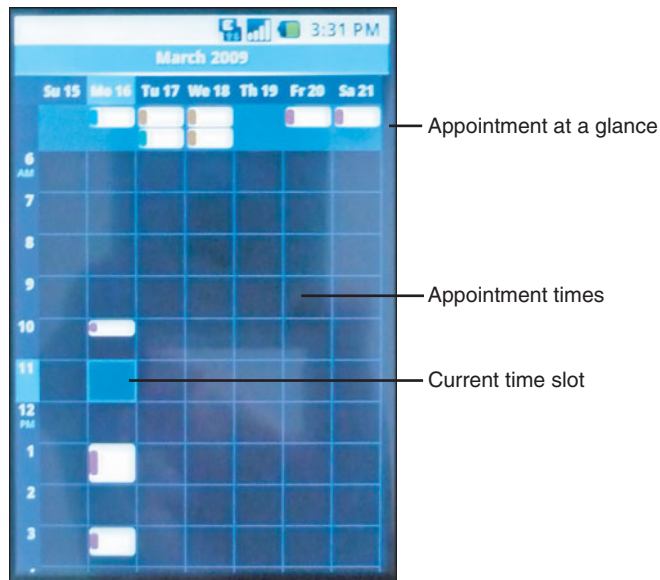 3:31 PM
March 2009
Su 15 Mo 16 Tu 17 We 18 Th 19 Fr 20 Sa 21
Appointment at a glance
6
AM
7
8
9
Appointment times
10
11
Current time slot
12
PM
1
2
3